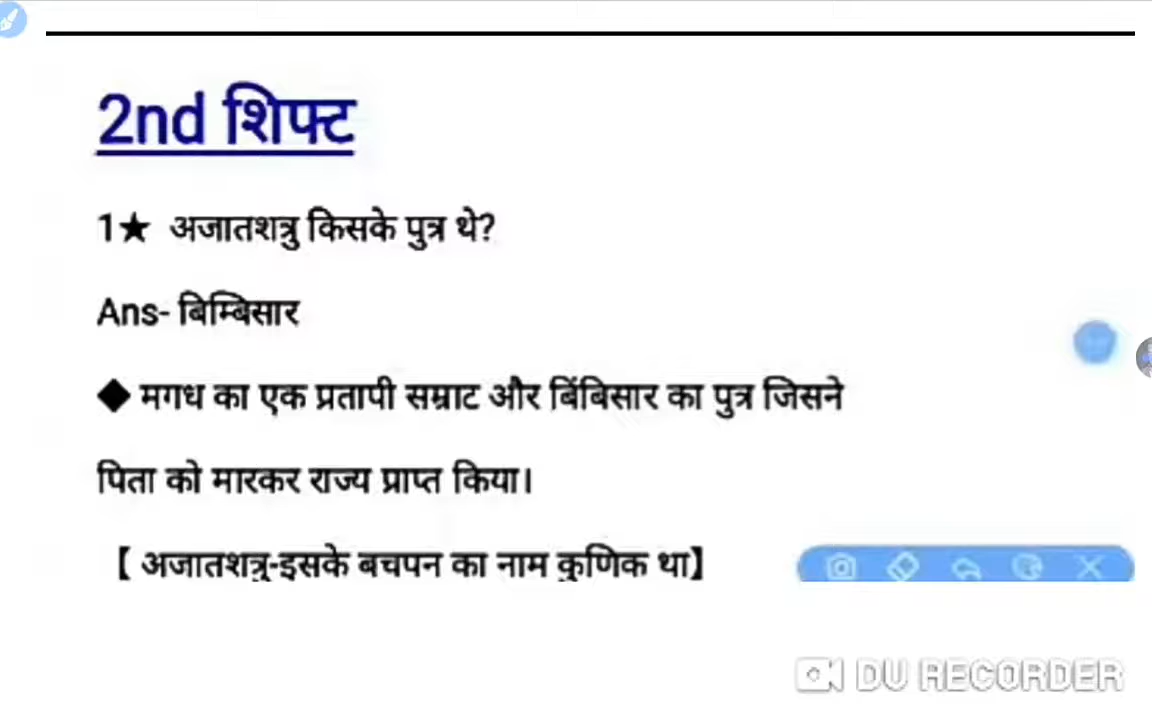 2nd शिफ्ट
1★ अजातशत्रु किसके पुत्र थे?
Ans- बिम्बिसार
◆ मगध का एक प्रतापी सम्राट और बिंबिसार का पुत्र जिसने
पिता को मारकर राज्य प्राप्त किया।
【 अजातशत्रु-इसके बचपन का नाम कुणिक था】
DU RECORDER